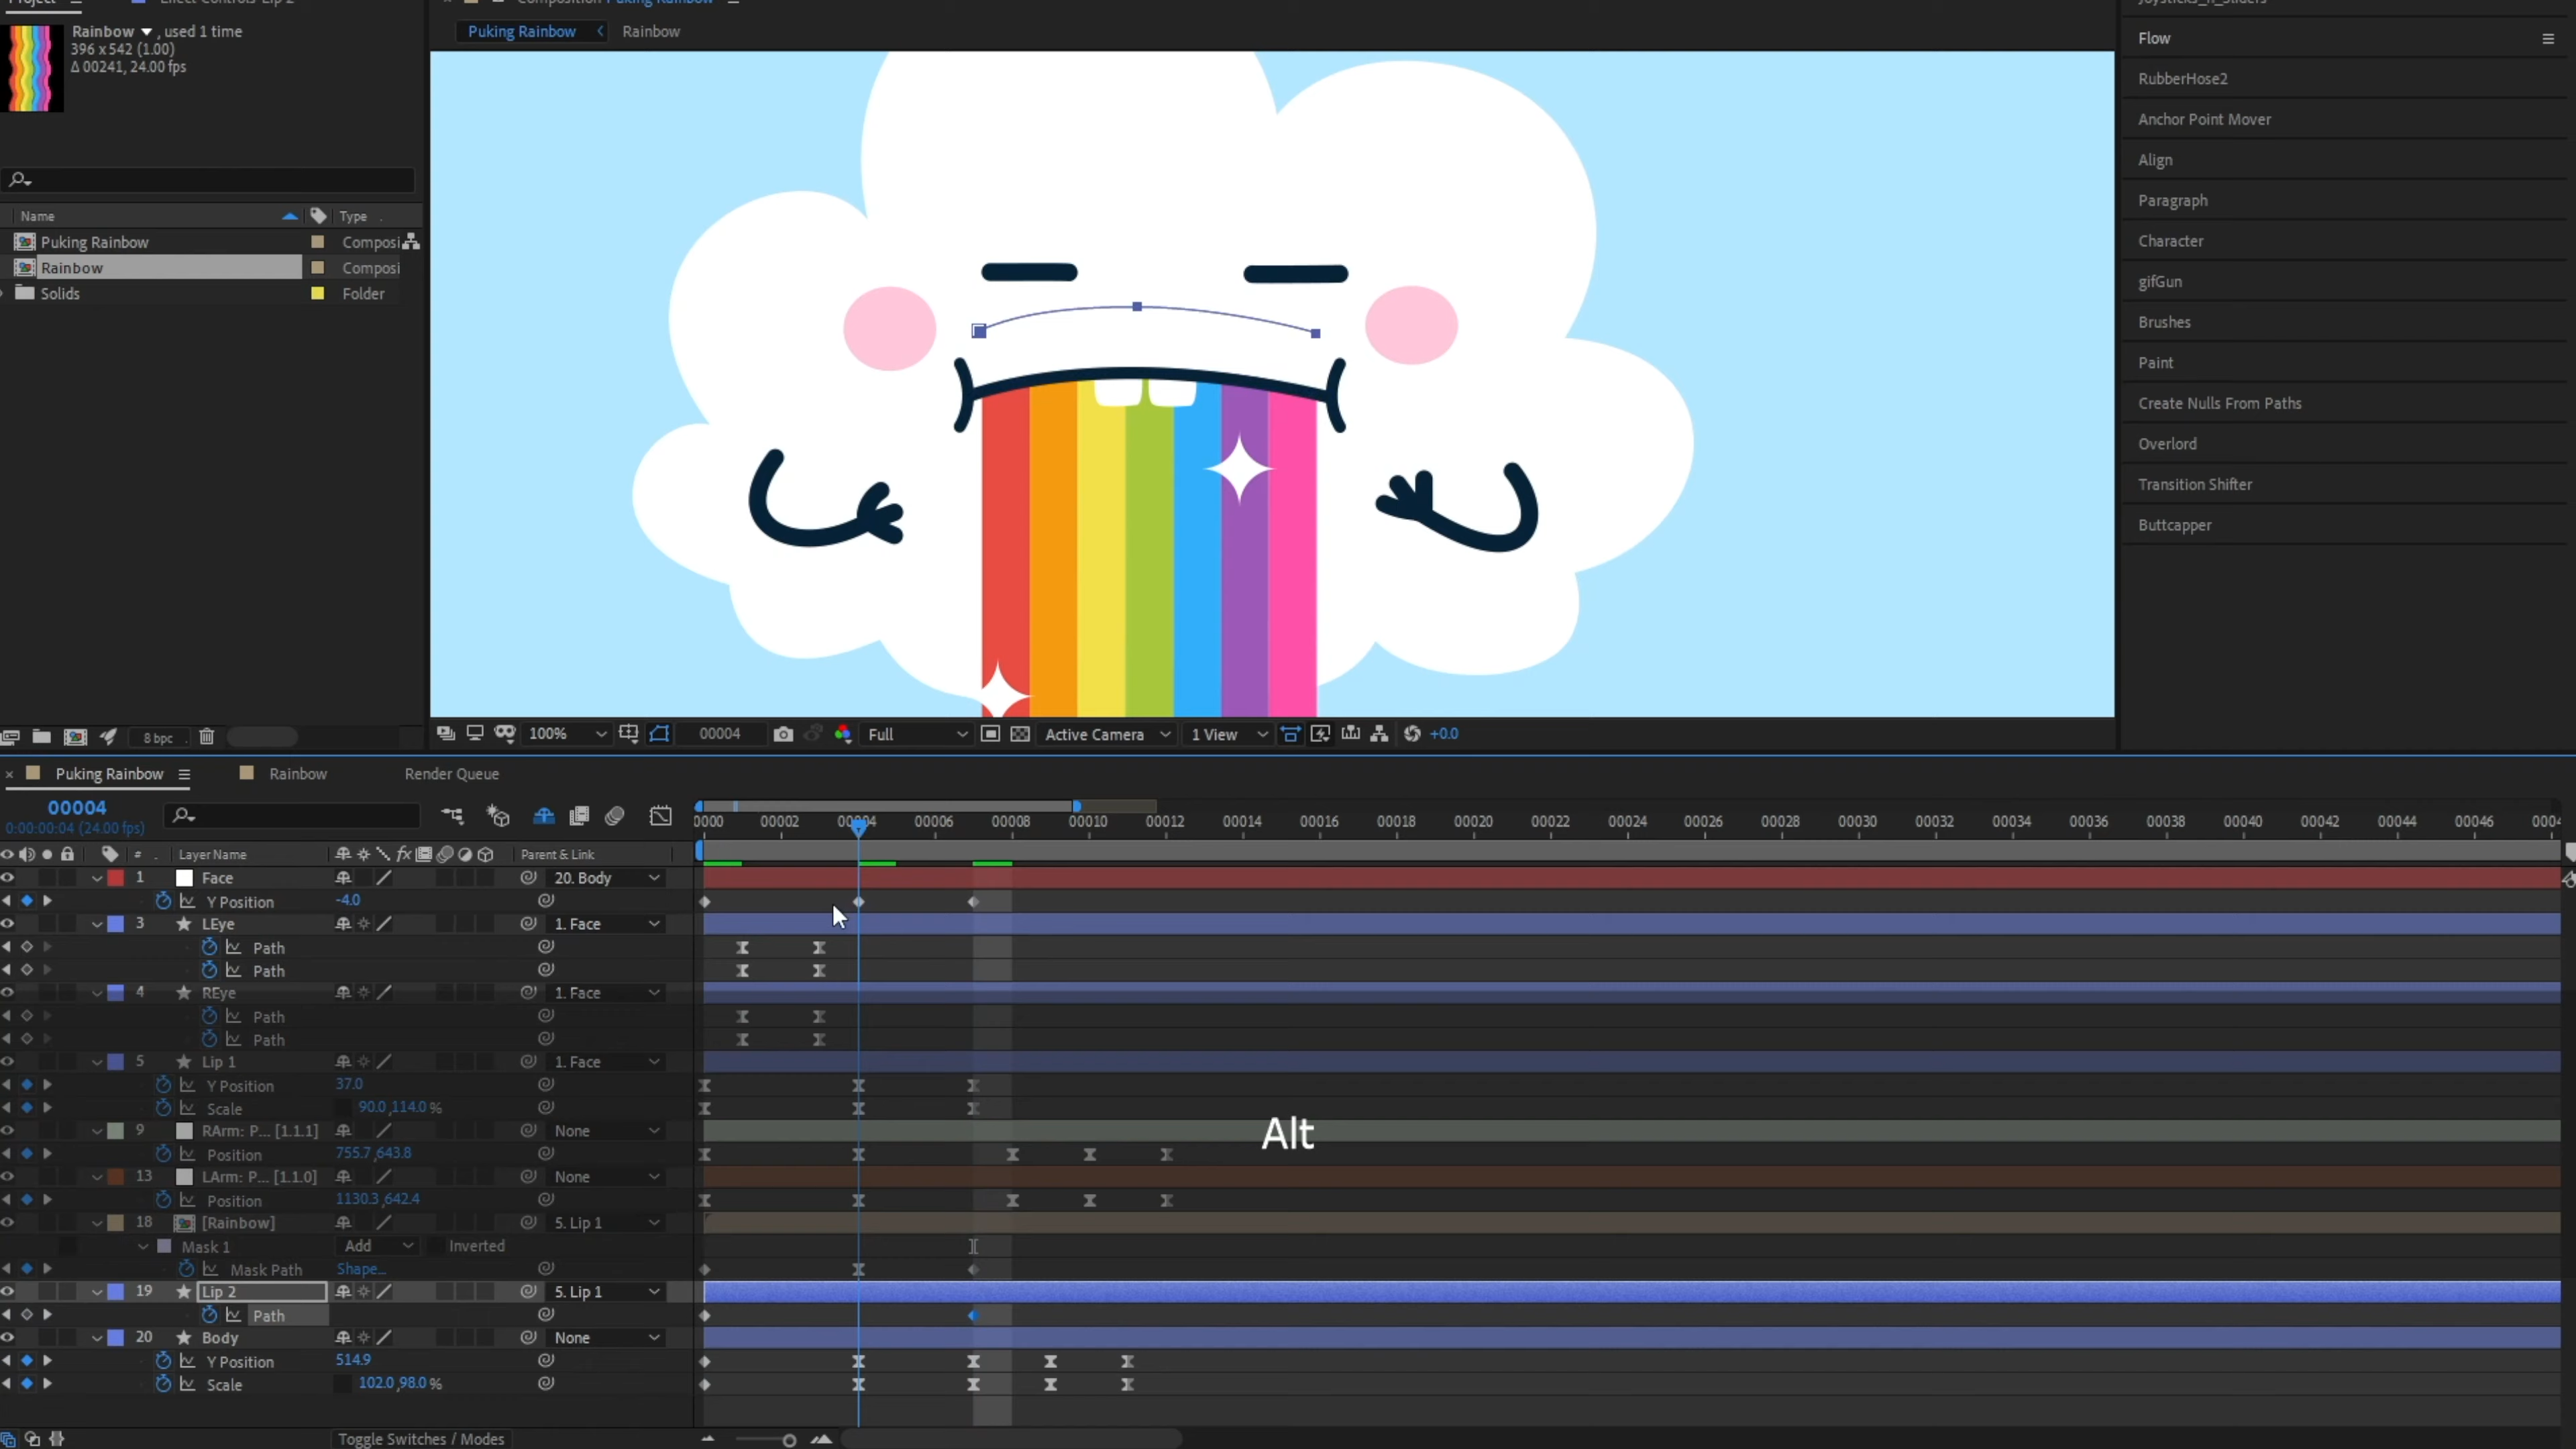 Project
Effect Controls Lip 2
Composition Puking Rainbow
Joysticks_n_Sliders
Rainbow , used 1 time
396 x 542 (1.00)
Δ 00241, 24.00 fps
Puking Rainbow Rainbow
Flow
RubberHose2
Anchor Point Mover
Align
Paragraph
Character
gifGun
Brushes
Paint
Create Nulls From Paths
Overlord
Transition Shifter
Buttcapper
Name Type
Puking Rainbow Composi
Rainbow Composi
Solids Folder
8 bpc
100% 00004 Full Active Camera 1 View +0.0
Puking Rainbow Rainbow Render Queue
00004
0:00:00:04 (24.00 fps)
0000 00002 00004 00006 00008 00010 00012 00014 00016 00018 00020 00022 00024 00026 00028 00030 00032 00034 00036 00038 00040 00042 00044 00046 0004
# Layer Name fx Parent & Link
1 Face 20. Body
Y Position -4.0
3 LEye 1. Face
Path
Path
4 REye 1. Face
Path
Path
5 Lip 1 1. Face
Y Position 37.0
Scale 90.0,114.0 %
9 RArm: P... [1.1.1] None
Position 755.7,643.8
13 LArm: P... [1.1.0] None
Position 1130.3,642.4
18 [Rainbow] 5. Lip 1
Mask 1 Add Inverted
Mask Path Shape...
19 Lip 2 5. Lip 1
Path
20 Body None
Y Position 514.9
Scale 102.0,98.0 %
Alt
Toggle Switches / Modes